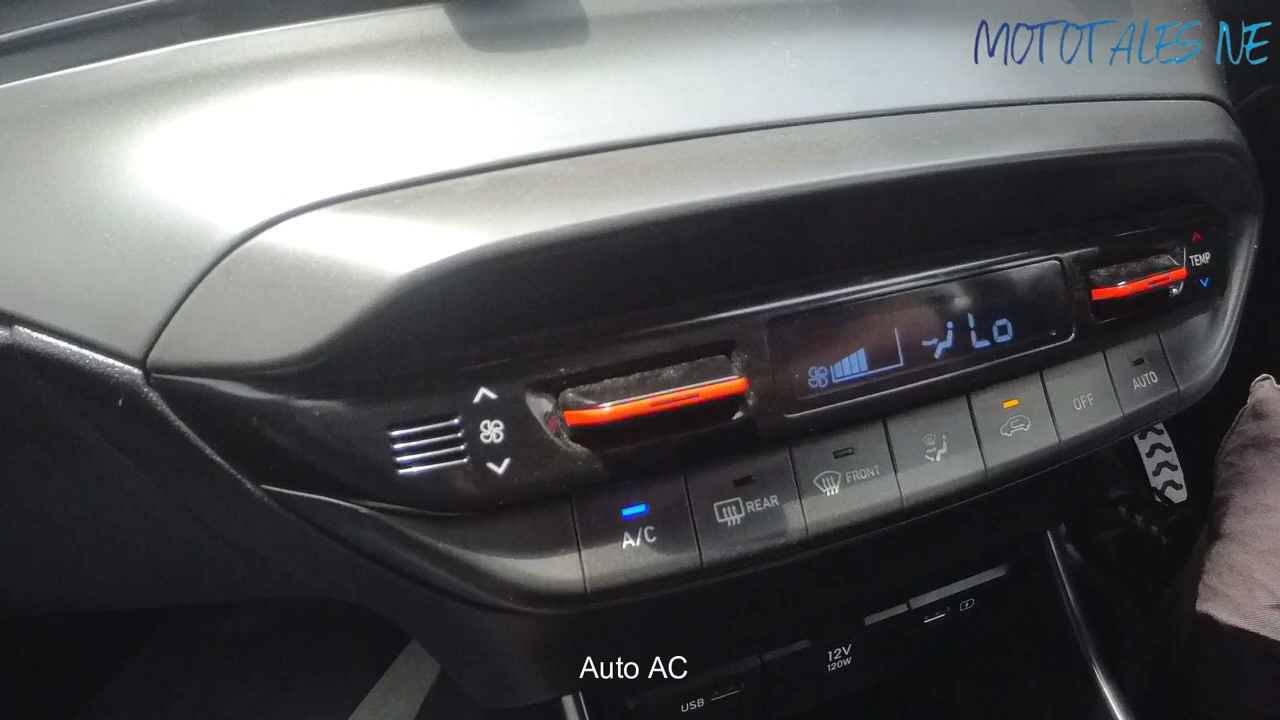 MOTOTALES NE
TEMP
Lo
AUTO
OFF
FRONT
REAR
A/C
12V
120W
USB
Auto AC